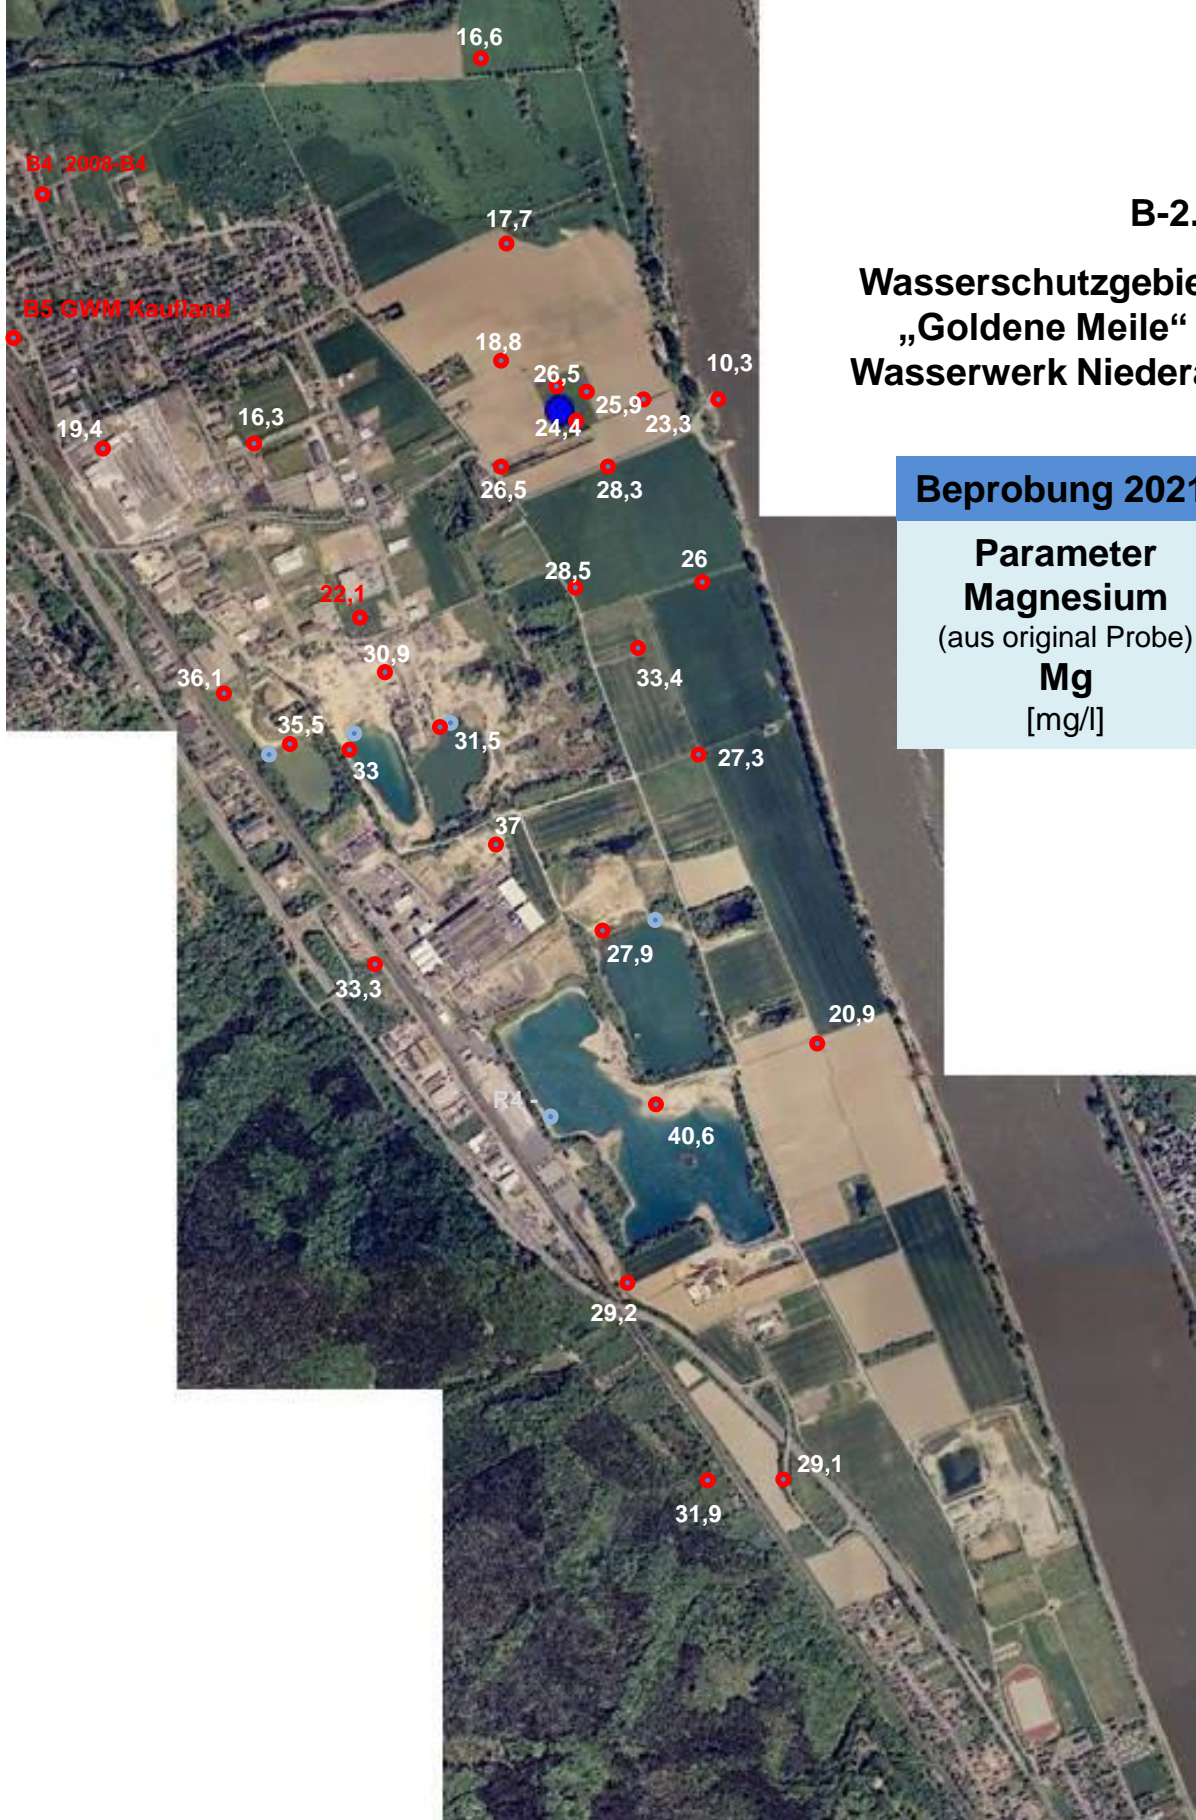 16,6
B4 2008-B4
B-2.
17,7
Wasserschutzgebie
„Goldene Meile“
Wasserwerk Niedera
B5 GWM Kaufland
18,8
10,3
26,5
25,9
23,3
24,4
16,3
19,4
26,5
28,3
Beprobung 2021
Parameter
Magnesium
(aus original Probe)
Mg
[mg/l]
28,5
26
22,1
30,9
33,4
36,1
35,5
31,5
33
27,3
37
27,9
33,3
20,9
R4 -
40,6
29,2
29,1
31,9